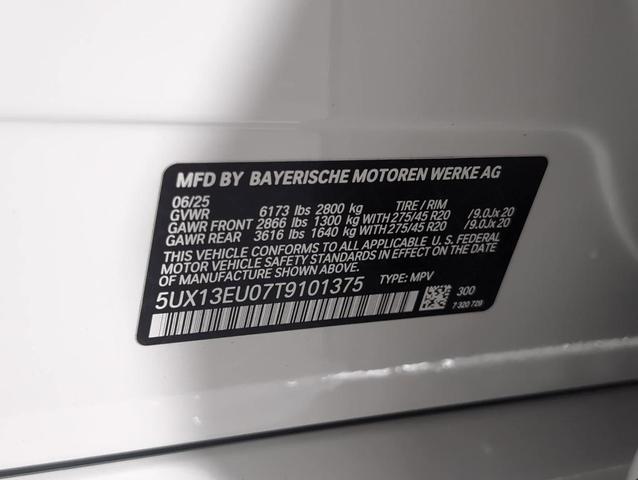 MFD BY BAYERISCHE MOTOREN WERKE AG
06/25 TIRE / RIM
GVWR 6173 lbs 2800 kg
GAWR FRONT 2866 lbs 1300 kg WITH 275/45 R20 /9.0Jx 20
GAWR REAR 3616 lbs 1640 kg WITH 275/45 R20 /9.0Jx 20
THIS VEHICLE CONFORMS TO ALL APPLICABLE U.S. FEDERAL
MOTOR VEHICLE SAFETY STANDARDS IN EFFECT ON THE DATE
OF MANUFACTURE SHOWN ABOVE.
5UX13EU07T9101375 TYPE: MPV
300
7 320 729